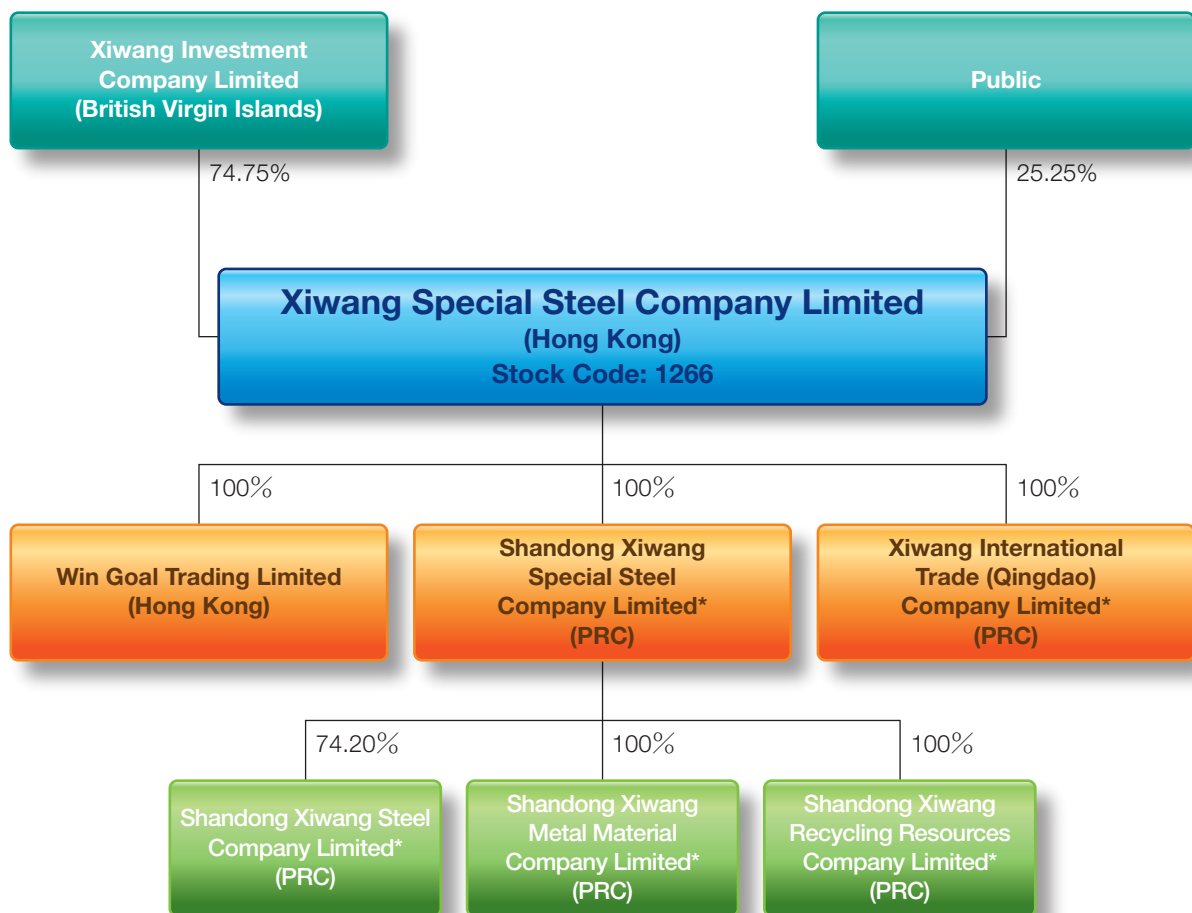 Xiwang Investment
Company Limited
(British Virgin Islands)
Public
74.75%
25.25%
Xiwang Special Steel Company Limited
(Hong Kong)
Stock Code: 1266
100%
100%
100%
Win Goal Trading Limited
(Hong Kong)
Shandong Xiwang
Special Steel
Company Limited*
(PRC)
Xiwang International
Trade (Qingdao)
Company Limited*
(PRC)
74.20%
100%
100%
Shandong Xiwang Steel
Company Limited*
(PRC)
Shandong Xiwang
Metal Material
Company Limited*
(PRC)
Shandong Xiwang
Recycling Resources
Company Limited*
(PRC)